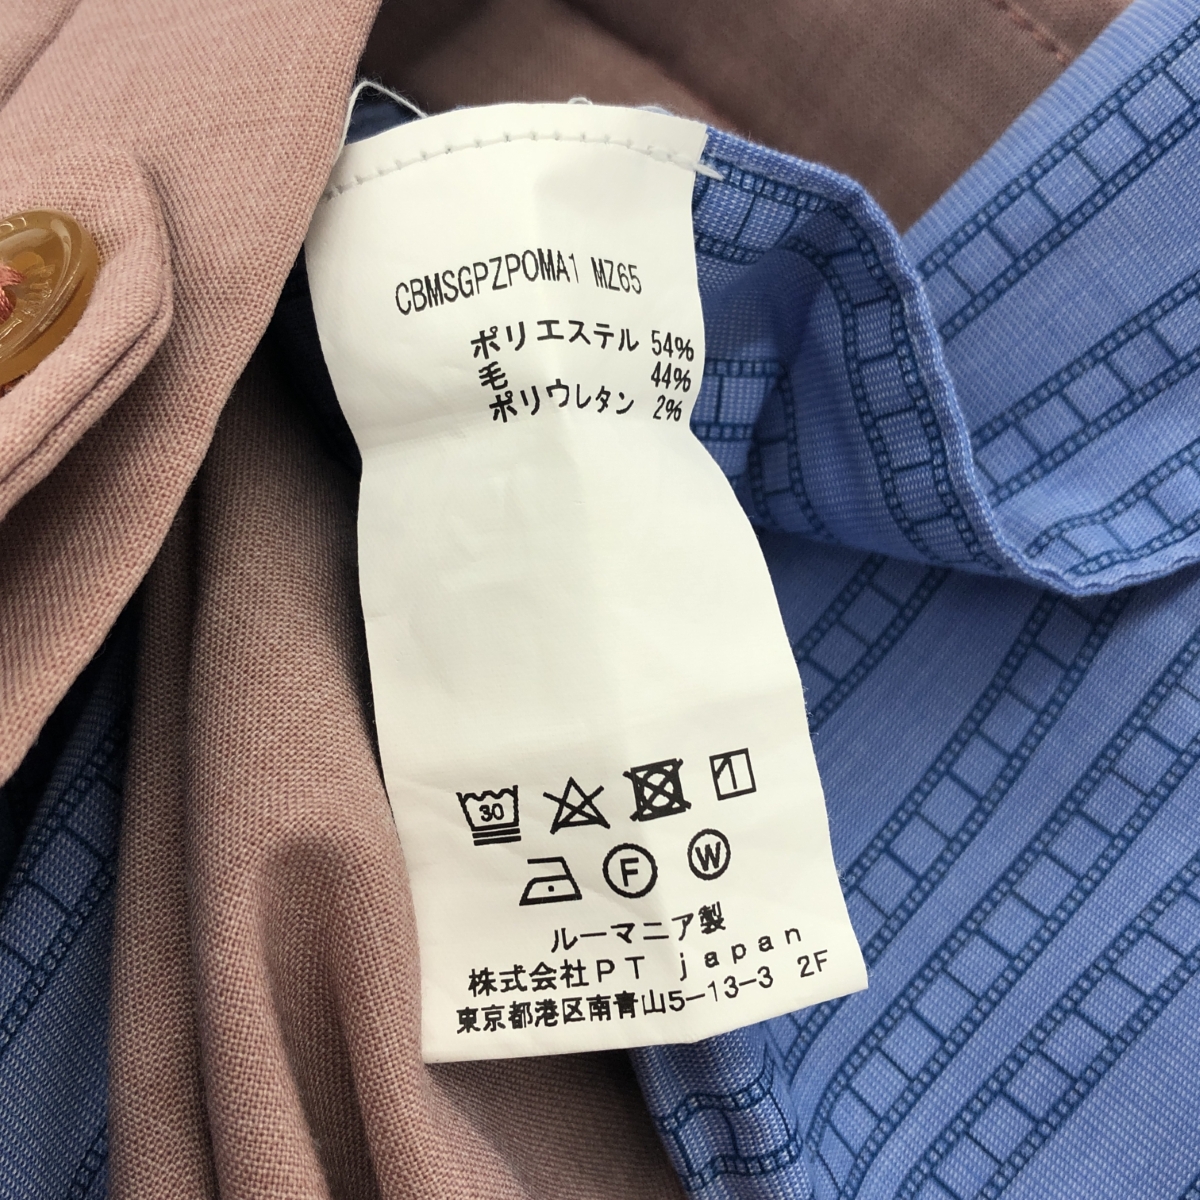 CBMSGPZPOMA1 MZ65
ポリエステル 54%
毛 44%
ポリウレタン 2%
30
1
F W
ルーマニア製
株式会社PT japan
東京都港区南青山5-13-3 2F